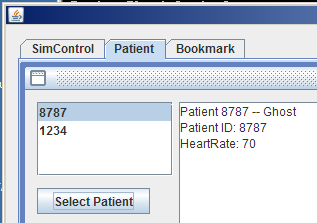 SimControl
Patient
Bookmark
8787
1234
Patient 8787 -- Ghost
Patient ID: 8787
HeartRate: 70
Select Patient